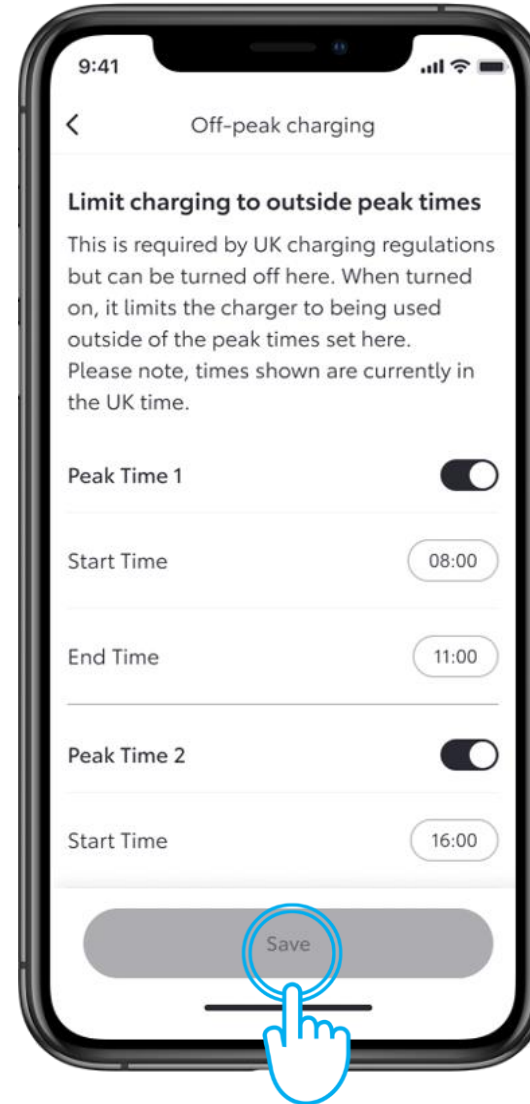 9:41
Off-peak charging
Limit charging to outside peak times
This is required by UK charging regulations
but can be turned off here. When turned
on, it limits the charger to being used
outside of the peak times set here.
Please note, times shown are currently in
the UK time.
Peak Time 1
Start Time 08:00
End Time 11:00
Peak Time 2
Start Time 16:00
Save